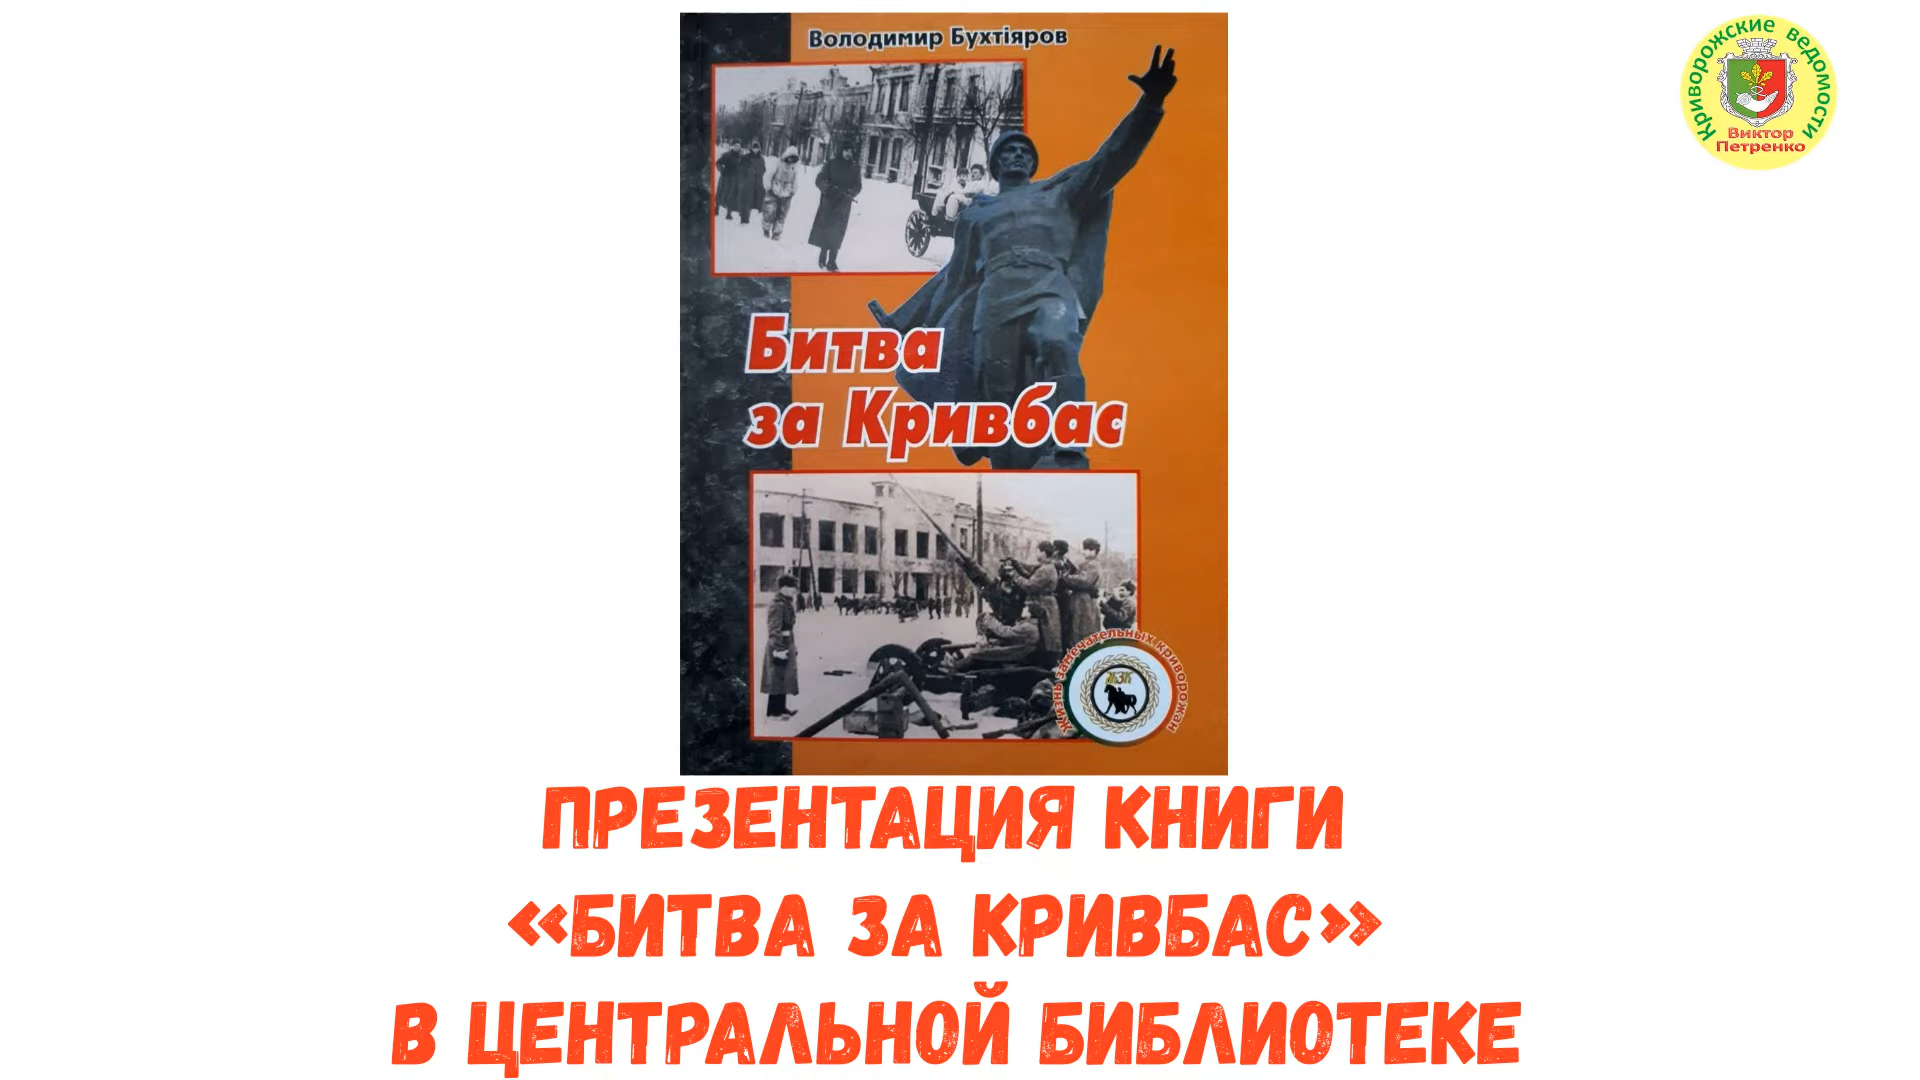 Володимир Бухтіяров
Битва
за Кривбас
Жизнь замечательных криворожан
ЖЗК
Криворожские ведомости
Виктор
Петренко
ПРЕЗЕНТАЦИЯ КНИГИ
«БИТВА ЗА КРИВБАС»
В ЦЕНТРАЛЬНОЙ БИБЛИОТЕКЕ